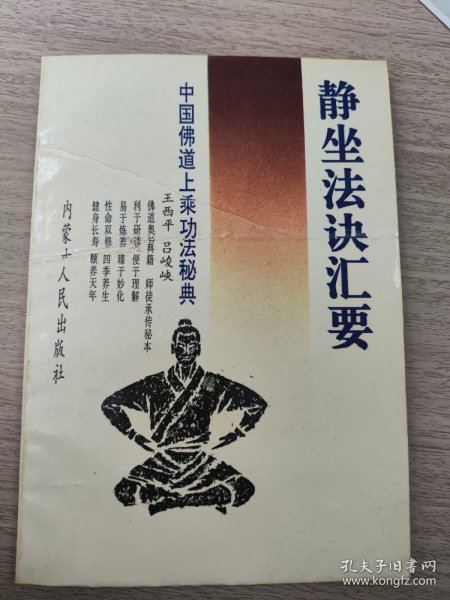 静坐法诀汇要
中国佛道上乘功法秘典
王西平 吕峻峡
佛道奥旨典籍 师徒承传秘本
利于研读 便于理解
易于炼养 臻于妙化
性命双修 四季养生
健身长寿 颐养天年
内蒙古人民出版社
孔夫子旧书网
www.kongfz.com